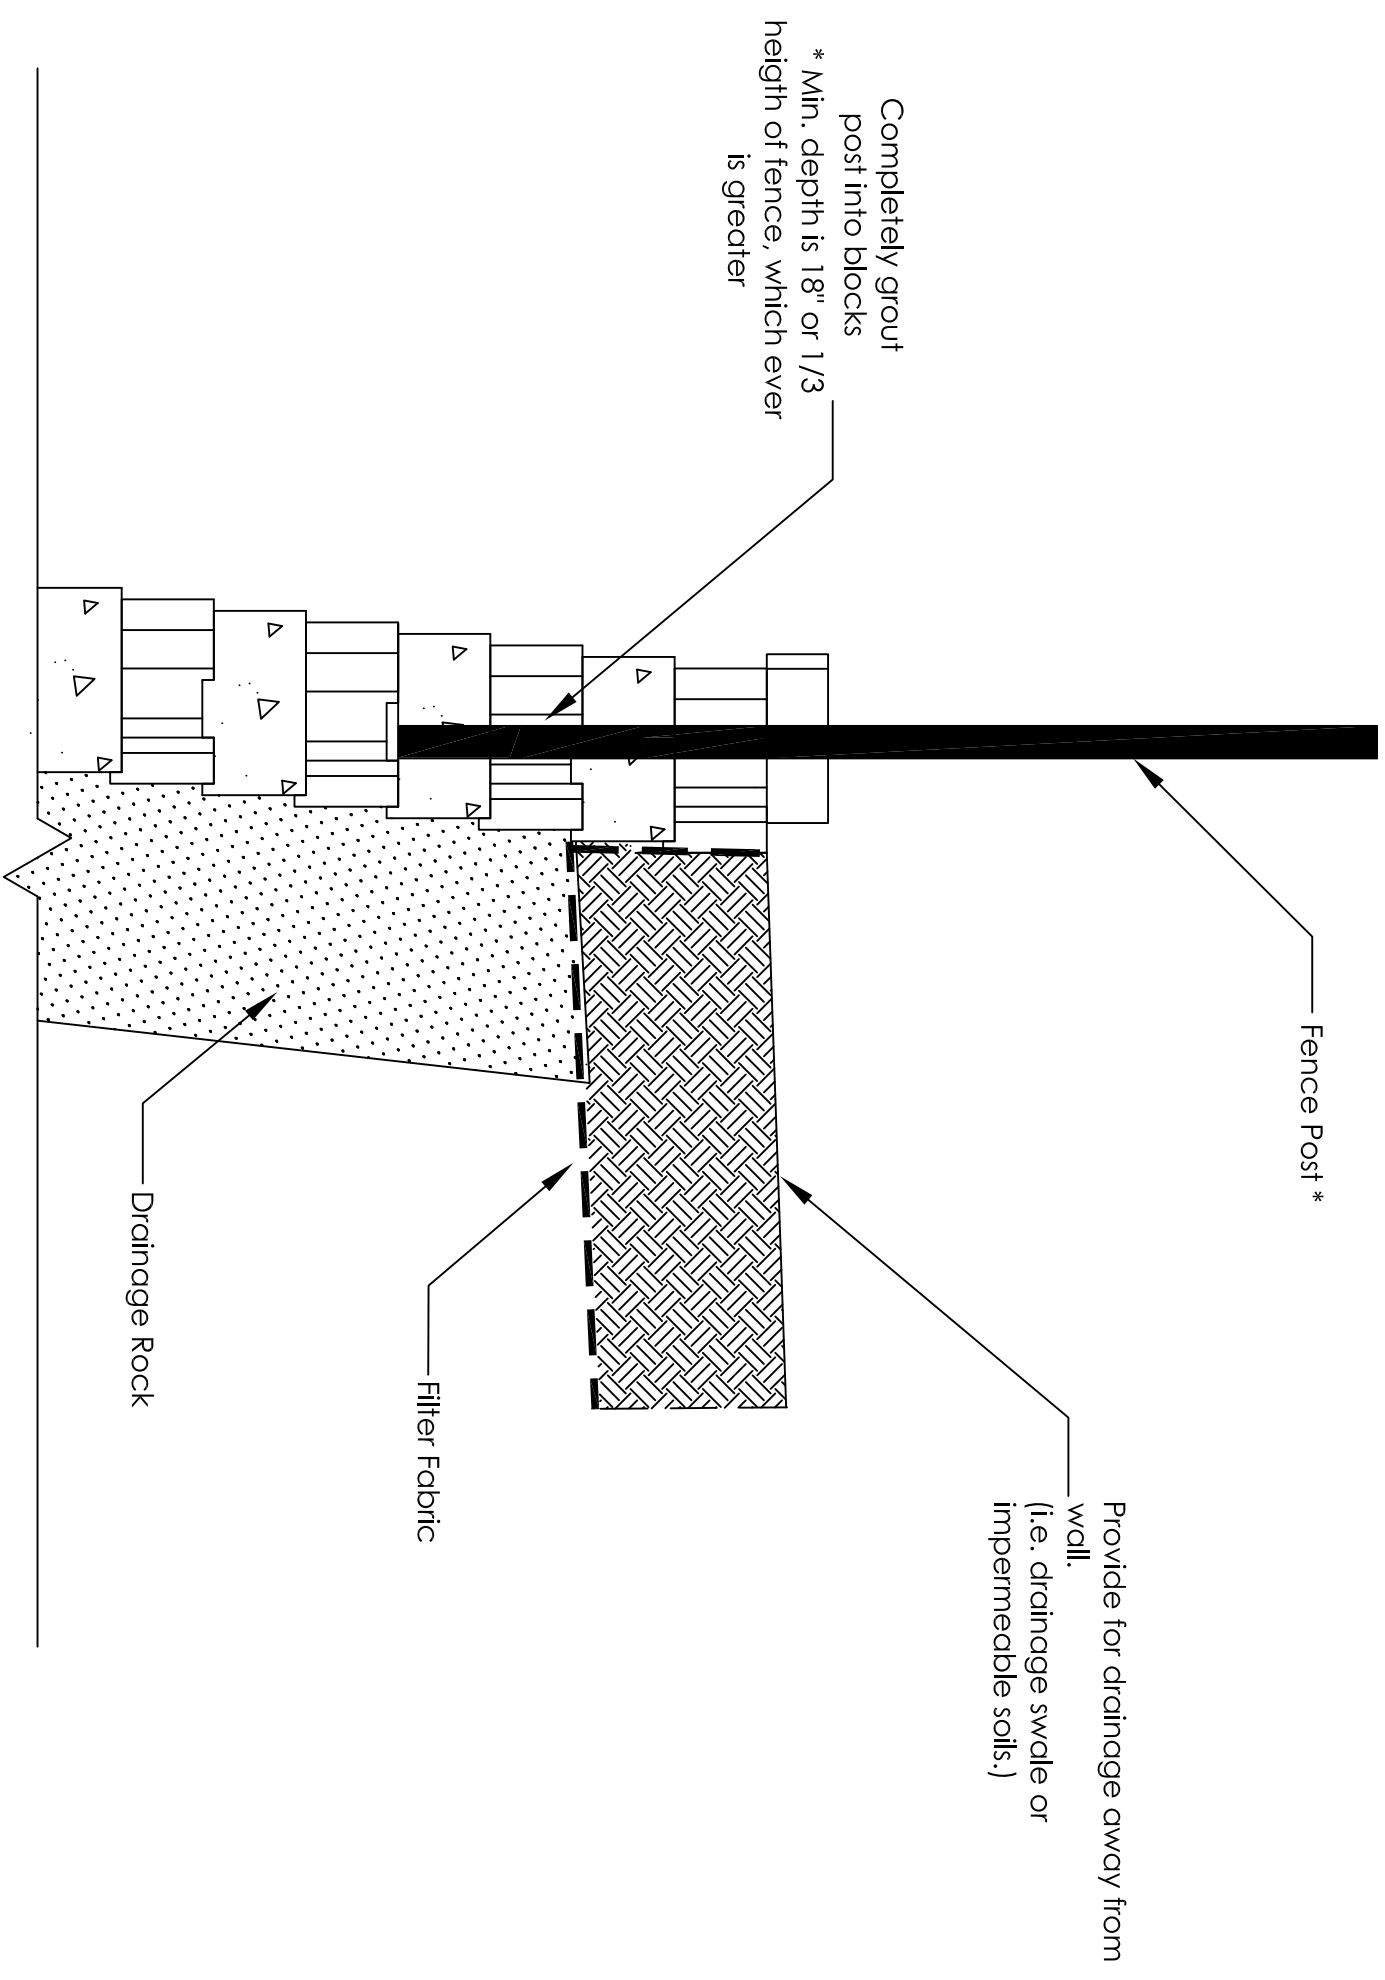 Completely grout
post into blocks
* Min. depth is 18" or 1/3
heigth of fence, which ever
is greater
Fence Post *
Provide for drainage away from
wall.
(i.e. drainage swale or
impermeable soils.)
Filter Fabric
Drainage Rock